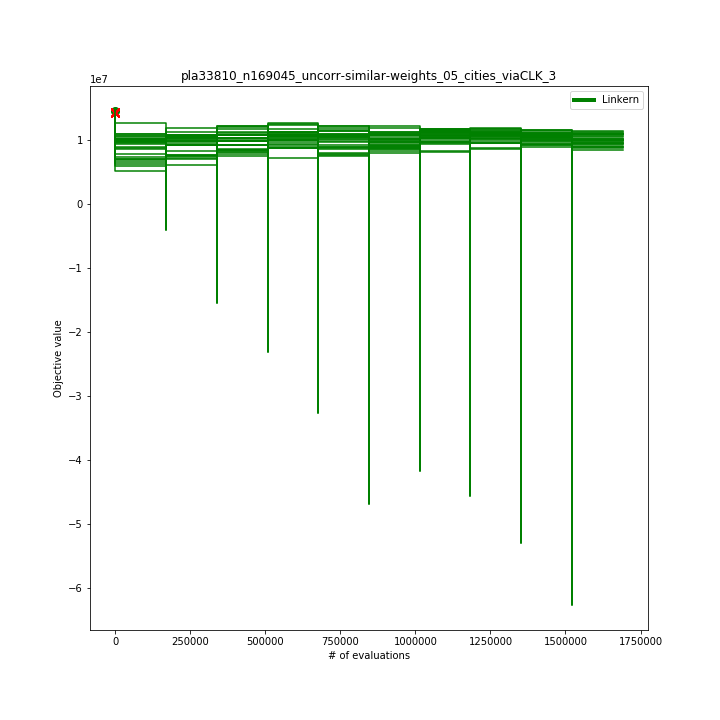 pla33810_n169045_uncorr-similar-weights_05_cities_viaCLK_3
1e7
Linkern
1
0
−1
−2
−3
−4
−5
−6
Objective value
0 250000 500000 750000 1000000 1250000 1500000 1750000
# of evaluations